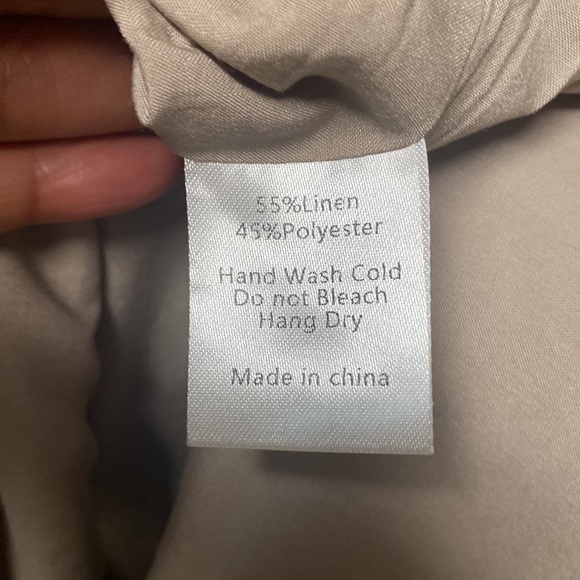 55%Linen
45%Polyester
Hand Wash Cold
Do not Bleach
Hang Dry
Made in china